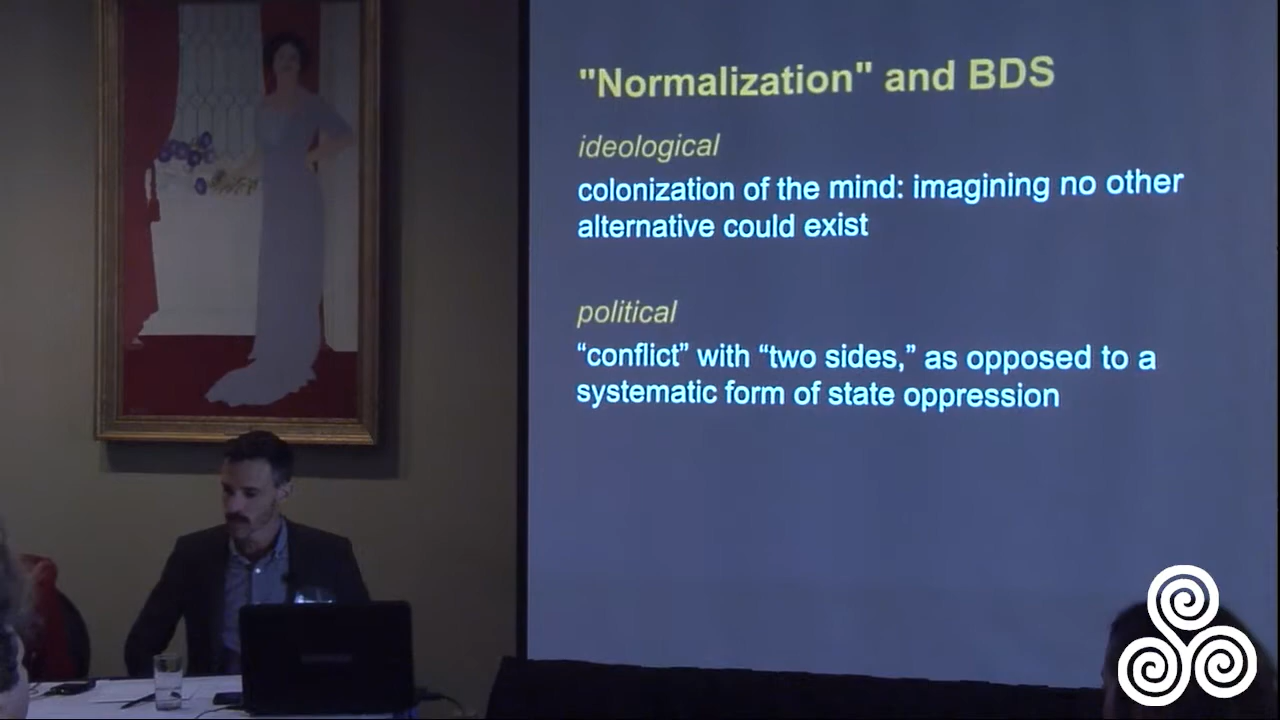 "Normalization" and BDS
ideological
colonization of the mind: imagining no other
alternative could exist
political
“conflict” with “two sides,” as opposed to a
systematic form of state oppression